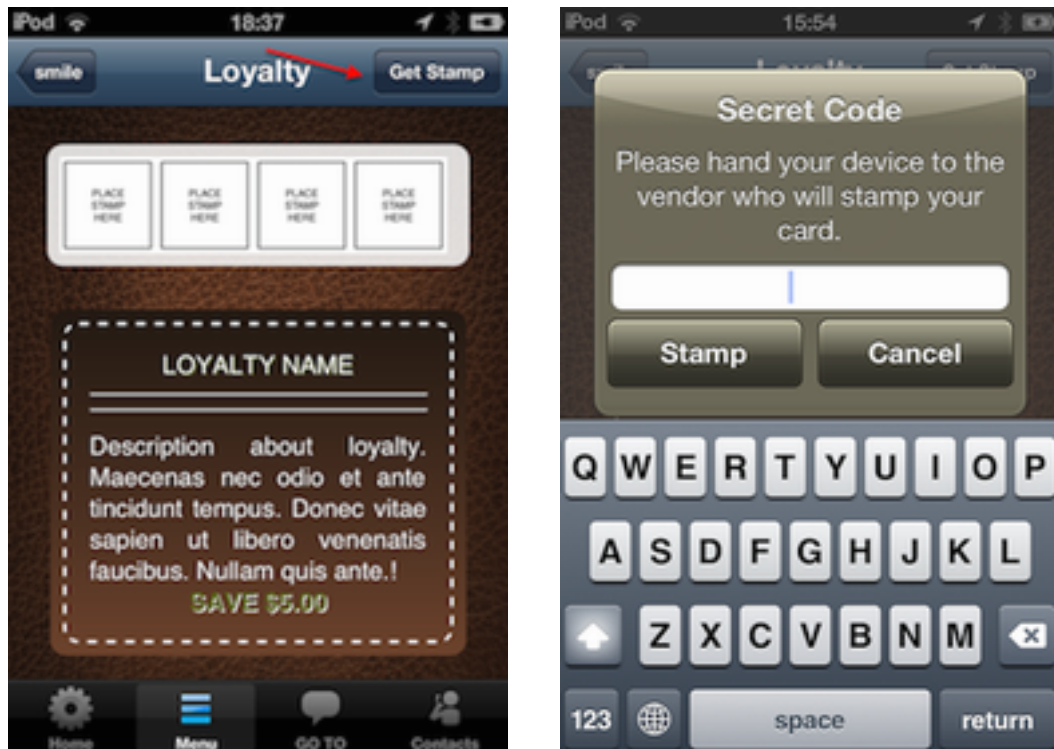 iPod 18:37
smile Loyalty Get Stamp
PLACE STAMP HERE PLACE STAMP HERE PLACE STAMP HERE PLACE STAMP HERE
LOYALTY NAME
Description about loyalty.
Maecenas nec odio et ante
tincidunt tempus. Donec vitae
sapien ut libero venenatis
faucibus. Nullam quis ante.!
SAVE $5.00
Home Menu GO TO Contacts
iPod 15:54
Secret Code
Please hand your device to the
vendor who will stamp your
card.
Stamp Cancel
Q W E R T Y U I O P
A S D F G H J K L
Z X C V B N M
123 space return